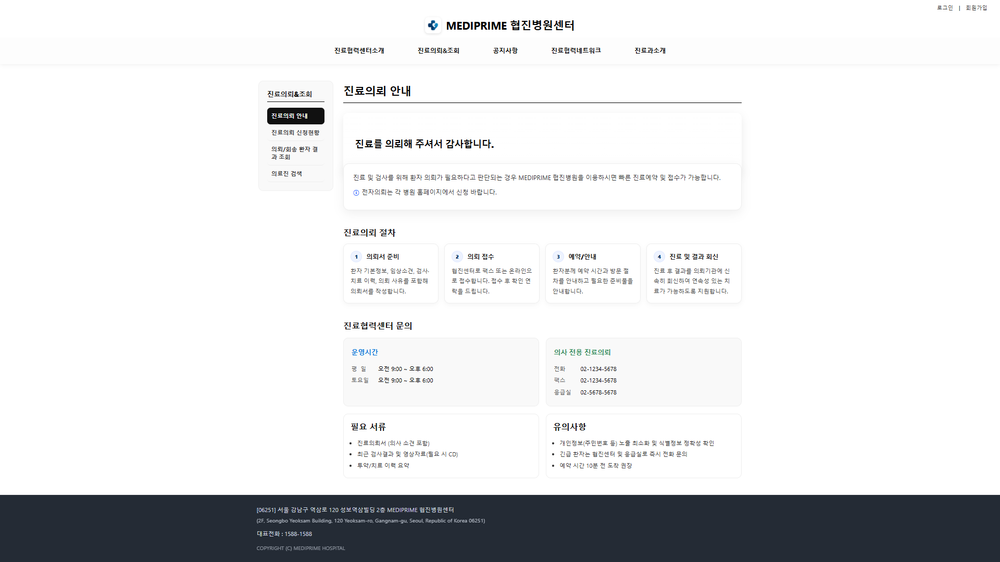 로그인 | 회원가입
MEDIPRIME 협진병원센터
진료협력센터소개 진료의뢰&조회 공지사항 진료협력네트워크 진료과소개
진료의뢰&조회
진료의뢰 안내
진료의뢰 신청현황
의뢰/회송 환자 결
과 조회
의료진 검색
진료의뢰 안내
진료를 의뢰해 주셔서 감사합니다.
진료 및 검사를 위해 환자 의뢰가 필요하다고 판단되는 경우 MEDIPRIME 협진병원을 이용하시면 빠른 진료예약 및 접수가 가능합니다.
전자의뢰는 각 병원 홈페이지에서 신청 바랍니다.
진료의뢰 절차
1 의뢰서 준비
환자 기본정보, 임상소견, 검사·
치료 이력, 의뢰 사유를 포함해
의뢰서를 작성합니다.
2 의뢰 접수
협진센터로 팩스 또는 온라인으
로 접수합니다. 접수 후 확인 연
락을 드립니다.
3 예약/안내
환자분께 예약 시간과 방문 절
차를 안내하고 필요한 준비물을
안내합니다.
4 진료 및 결과 회신
진료 후 결과를 의뢰기관에 신
속히 회신하여 연속성 있는 치
료가 가능하도록 지원합니다.
진료협력센터 문의
운영시간
평 일 오전 9:00 ~ 오후 6:00
토요일 오전 9:00 ~ 오후 6:00
의사 전용 진료의뢰
전화 02-1234-5678
팩스 02-1234-5678
응급실 02-5678-5678
필요 서류
• 진료의뢰서 (의사 소견 포함)
• 최근 검사결과 및 영상자료(필요 시 CD)
• 투약/치료 이력 요약
유의사항
• 개인정보(주민번호 등) 노출 최소화 및 식별정보 정확성 확인
• 긴급 환자는 협진센터 및 응급실로 즉시 전화 문의
• 예약 시간 10분 전 도착 권장
[06251] 서울 강남구 역삼로 120 성보역삼빌딩 2층 MEDIPRIME 협진병원센터
(2F, Seongbo Yeoksam Building, 120 Yeoksam-ro, Gangnam-gu, Seoul, Republic of Korea 06251)
대표전화 : 1588-1588
COPYRIGHT (C) MEDIPRIME HOSPITAL